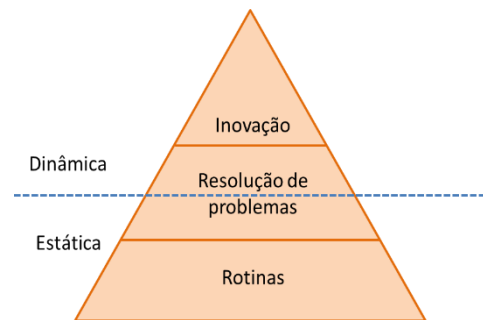 Inovação
Dinâmica
Resolução de
problemas
Estática
Rotinas